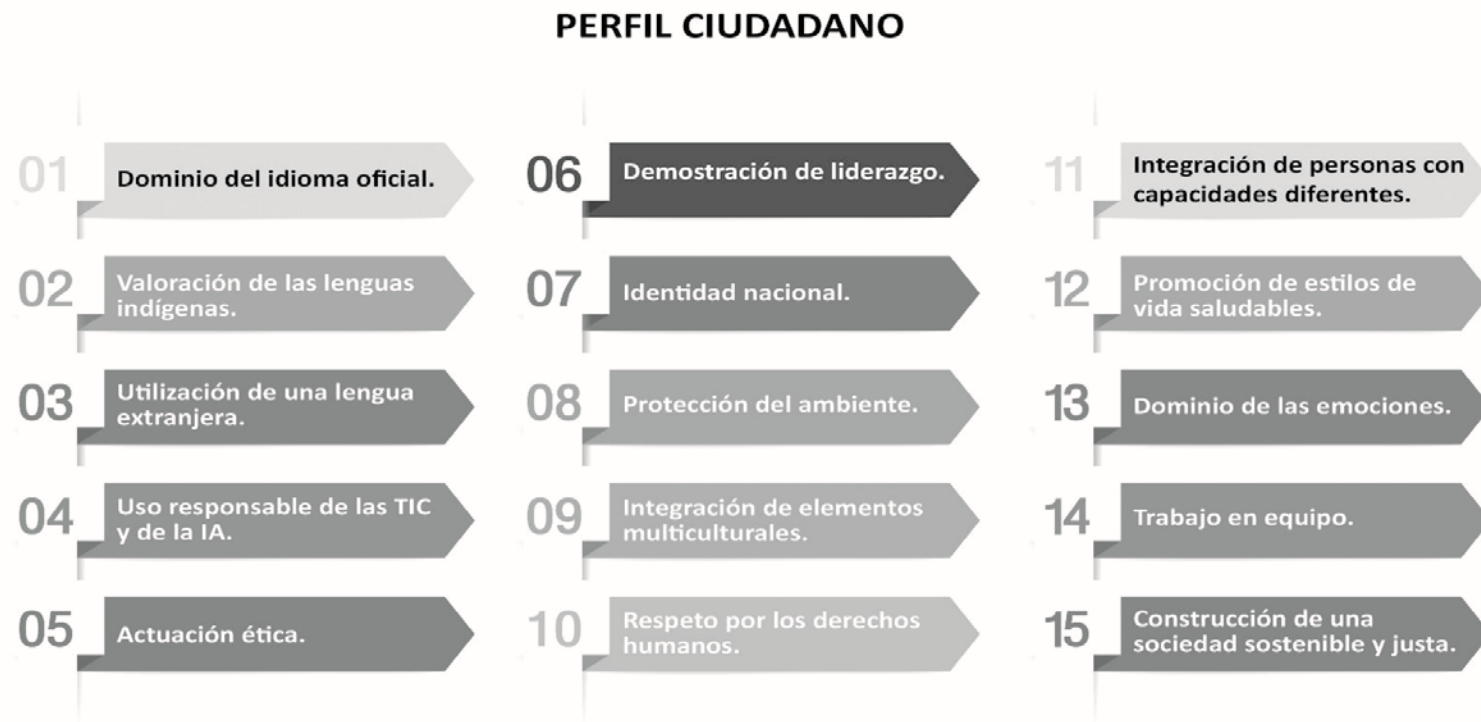 PERFIL CIUDADANO
01
Dominio del idioma oficial.
02
Valoración de las lenguas
indígenas.
03
Utilización de una lengua
extranjera.
04
Uso responsable de las TIC
y de la IA.
05
Actuación ética.
06
Demostración de liderazgo.
07
Identidad nacional.
08
Protección del ambiente.
09
Integración de elementos
multiculturales.
10
Respeto por los derechos
humanos.
11
Integración de personas con
capacidades diferentes.
12
Promoción de estilos de
vida saludables.
13
Dominio de las emociones.
14
Trabajo en equipo.
15
Construcción de una
sociedad sostenible y justa.